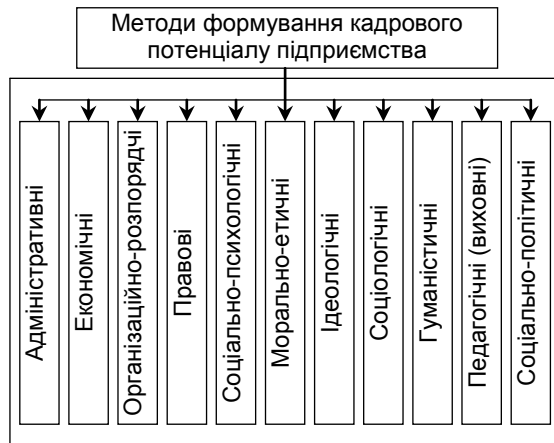 Методи формування кадрового
потенціалу підприємства
Адміністративні
Економічні
Організаційно-розпорядчі
Правові
Соціально-психологічні
Морально-етичні
Ідеологічні
Соціологічні
Гуманістичні
Педагогічні (виховні)
Соціально-політичні